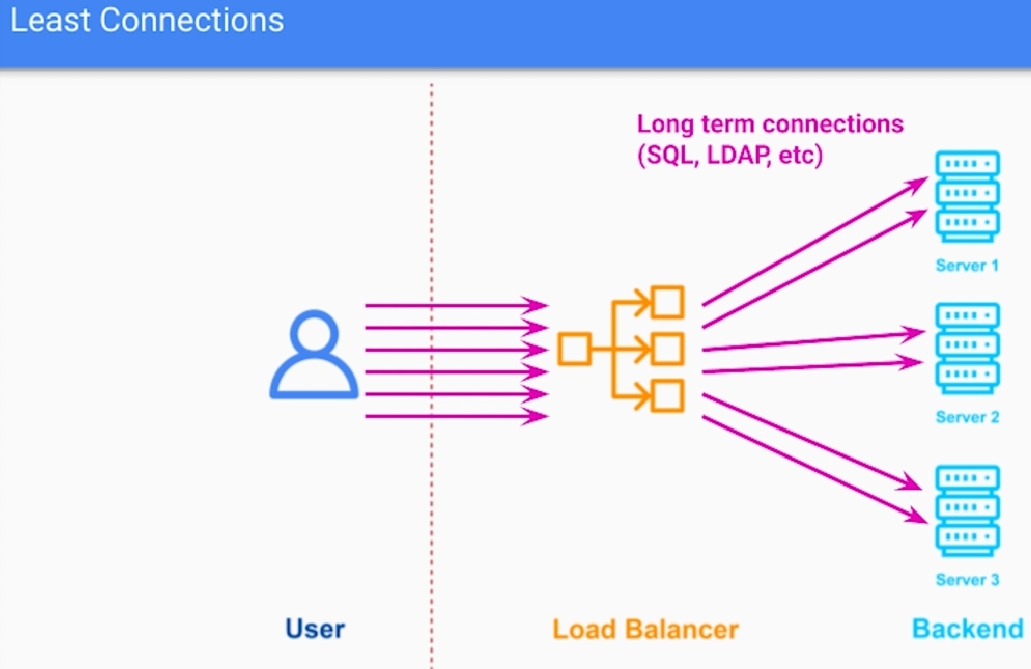 Least Connections
Long term connections
(SQL, LDAP, etc)
Server 1
Server 2
Server 3
User
Load Balancer
Backend